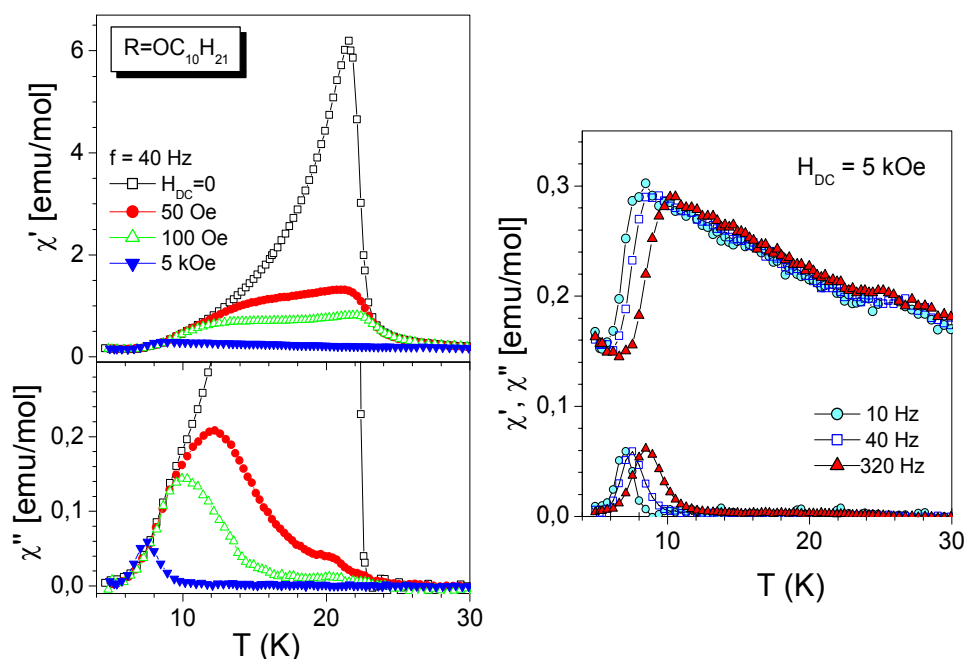 R=OC₁₀H₂₁
f = 40 Hz
H_DC=0
50 Oe
100 Oe
5 kOe
χ' [emu/mol]
6
4
2
0
χ'' [emu/mol]
0,2
0,1
0,0
10 20 30
T (K)
H_DC = 5 kOe
χ', χ'' [emu/mol]
0,3
0,2
0,1
0,0
10 Hz
40 Hz
320 Hz
10 20 30
T (K)